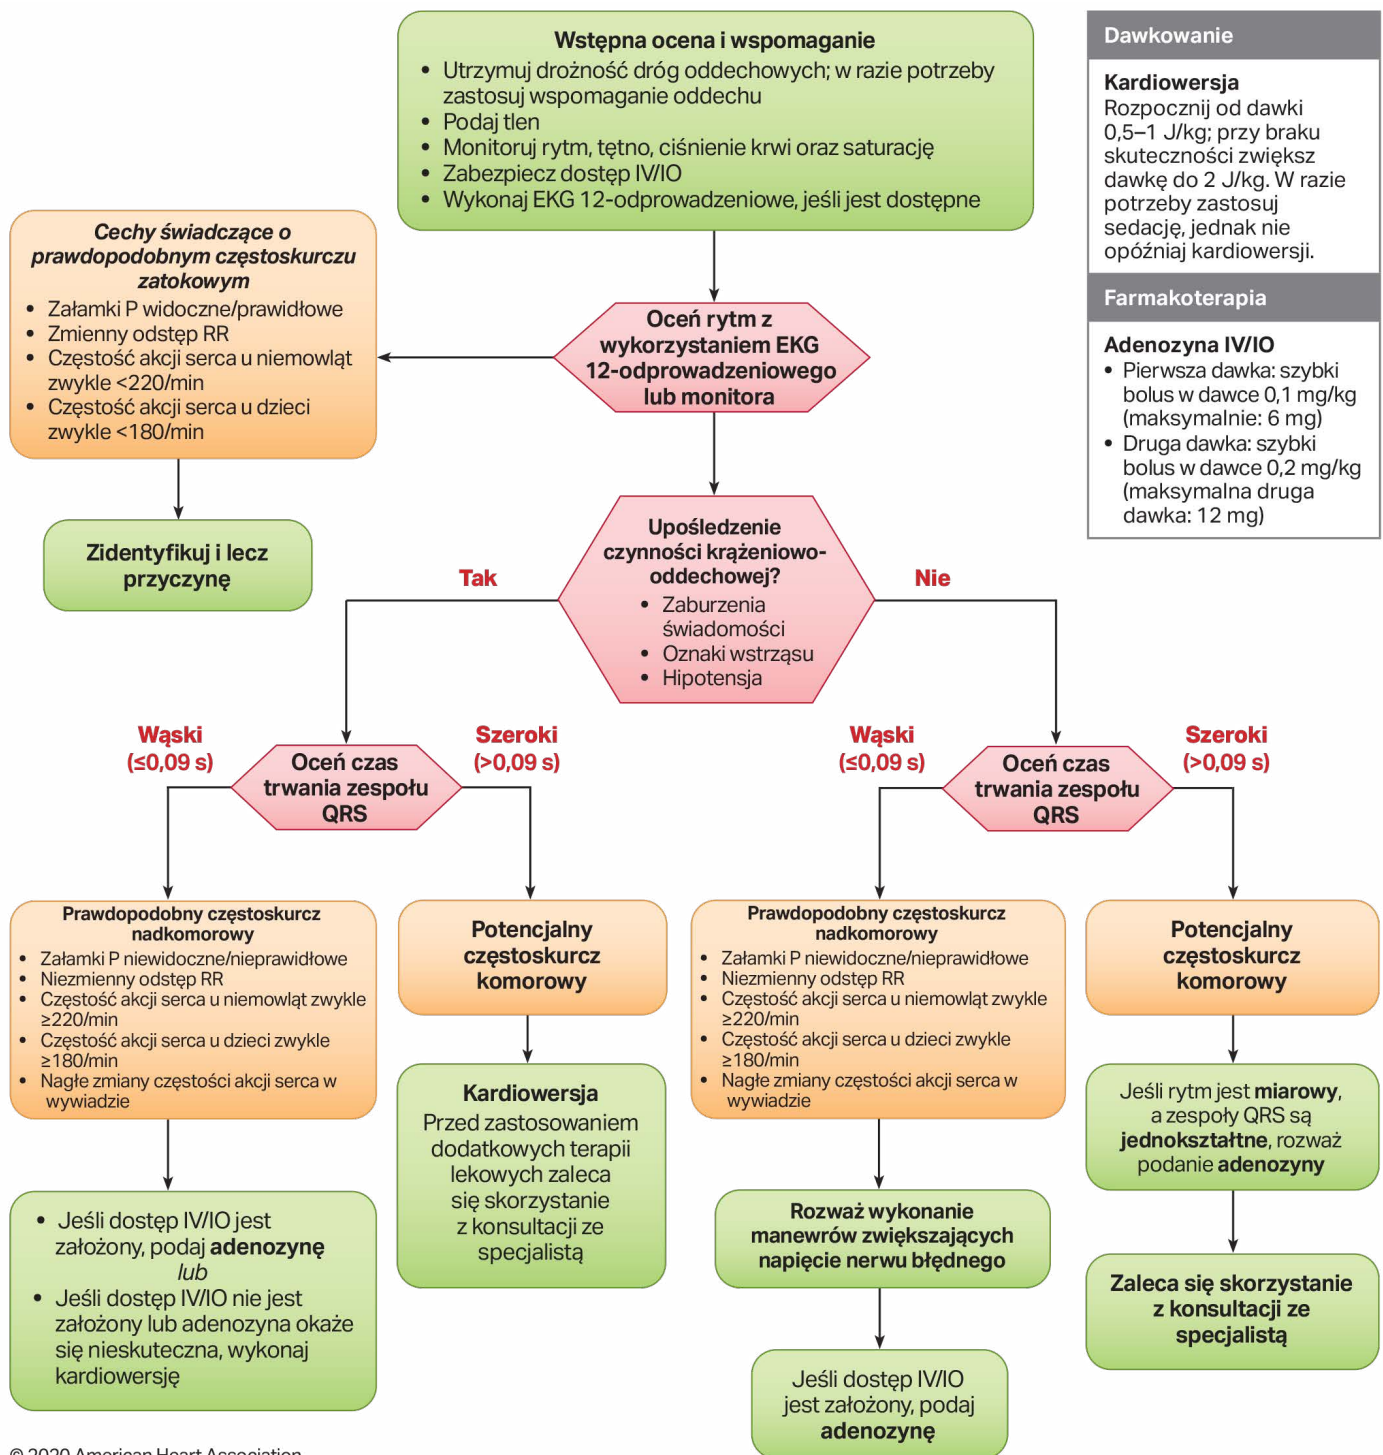 Wstępna ocena i wspomaganie
• Utrzymuj drożność dróg oddechowych; w razie potrzeby
zastosuj wspomaganie oddechu
• Podaj tlen
• Monitoruj rytm, tętno, ciśnienie krwi oraz saturację
• Zabezpiecz dostęp IV/IO
• Wykonaj EKG 12-odprowadzeniowe, jeśli jest dostępne
Dawkowanie
Kardiowersja
Rozpocznij od dawki
0,5–1 J/kg; przy braku
skuteczności zwiększ
dawkę do 2 J/kg. W razie
potrzeby zastosuj
sedację, jednak nie
opóźniaj kardiowersji.
Farmakoterapia
Adenozyna IV/IO
• Pierwsza dawka: szybki
bolus w dawce 0,1 mg/kg
(maksymalnie: 6 mg)
• Druga dawka: szybki
bolus w dawce 0,2 mg/kg
(maksymalna druga
dawka: 12 mg)
Cechy świadczące o
prawdopodobnym częstoskurczu
zatokowym
• Załamki P widoczne/prawidłowe
• Zmienny odstęp RR
• Częstość akcji serca u niemowląt
zwykle <220/min
• Częstość akcji serca u dzieci
zwykle <180/min
Oceń rytm z
wykorzystaniem EKG
12-odprowadzeniowego
lub monitora
Zidentyfikuj i lecz
przyczynę
Upośledzenie
czynności krążeniowo-
oddechowej?
• Zaburzenia
świadomości
• Oznaki wstrząsu
• Hipotensja
Tak
Nie
Wąski
(≤0,09 s)
Oceń czas
trwania zespołu
QRS
Szeroki
(>0,09 s)
Wąski
(≤0,09 s)
Oceń czas
trwania zespołu
QRS
Szeroki
(>0,09 s)
Prawdopodobny częstoskurcz
nadkomorowy
• Załamki P niewidoczne/nieprawidłowe
• Niezmienny odstęp RR
• Częstość akcji serca u niemowląt zwykle
≥220/min
• Częstość akcji serca u dzieci zwykle
≥180/min
• Nagłe zmiany częstości akcji serca w
wywiadzie
Potencjalny
częstoskurcz
komorowy
Prawdopodobny częstoskurcz
nadkomorowy
• Załamki P niewidoczne/nieprawidłowe
• Niezmienny odstęp RR
• Częstość akcji serca u niemowląt zwykle
≥220/min
• Częstość akcji serca u dzieci zwykle
≥180/min
• Nagłe zmiany częstości akcji serca w
wywiadzie
Potencjalny
częstoskurcz
komorowy
• Jeśli dostęp IV/IO jest
założony, podaj adenozynę
lub
• Jeśli dostęp IV/IO nie jest
założony lub adenozyna okaże
się nieskuteczna, wykonaj
kardiowersję
Kardiowersja
Przed zastosowaniem
dodatkowych terapii
lekowych zaleca
się skorzystanie
z konsultacji ze
specjalistą
Rozważ wykonanie
manewrów zwiększających
napięcie nerwu błędnego
Jeśli dostęp IV/IO
jest założony, podaj
adenozynę
Jeśli rytm jest miarowy,
a zespoły QRS są
jednokształtne, rozważ
podanie adenozyny
Zaleca się skorzystanie
z konsultacji ze
specjalistą
© 2020 American Heart Association